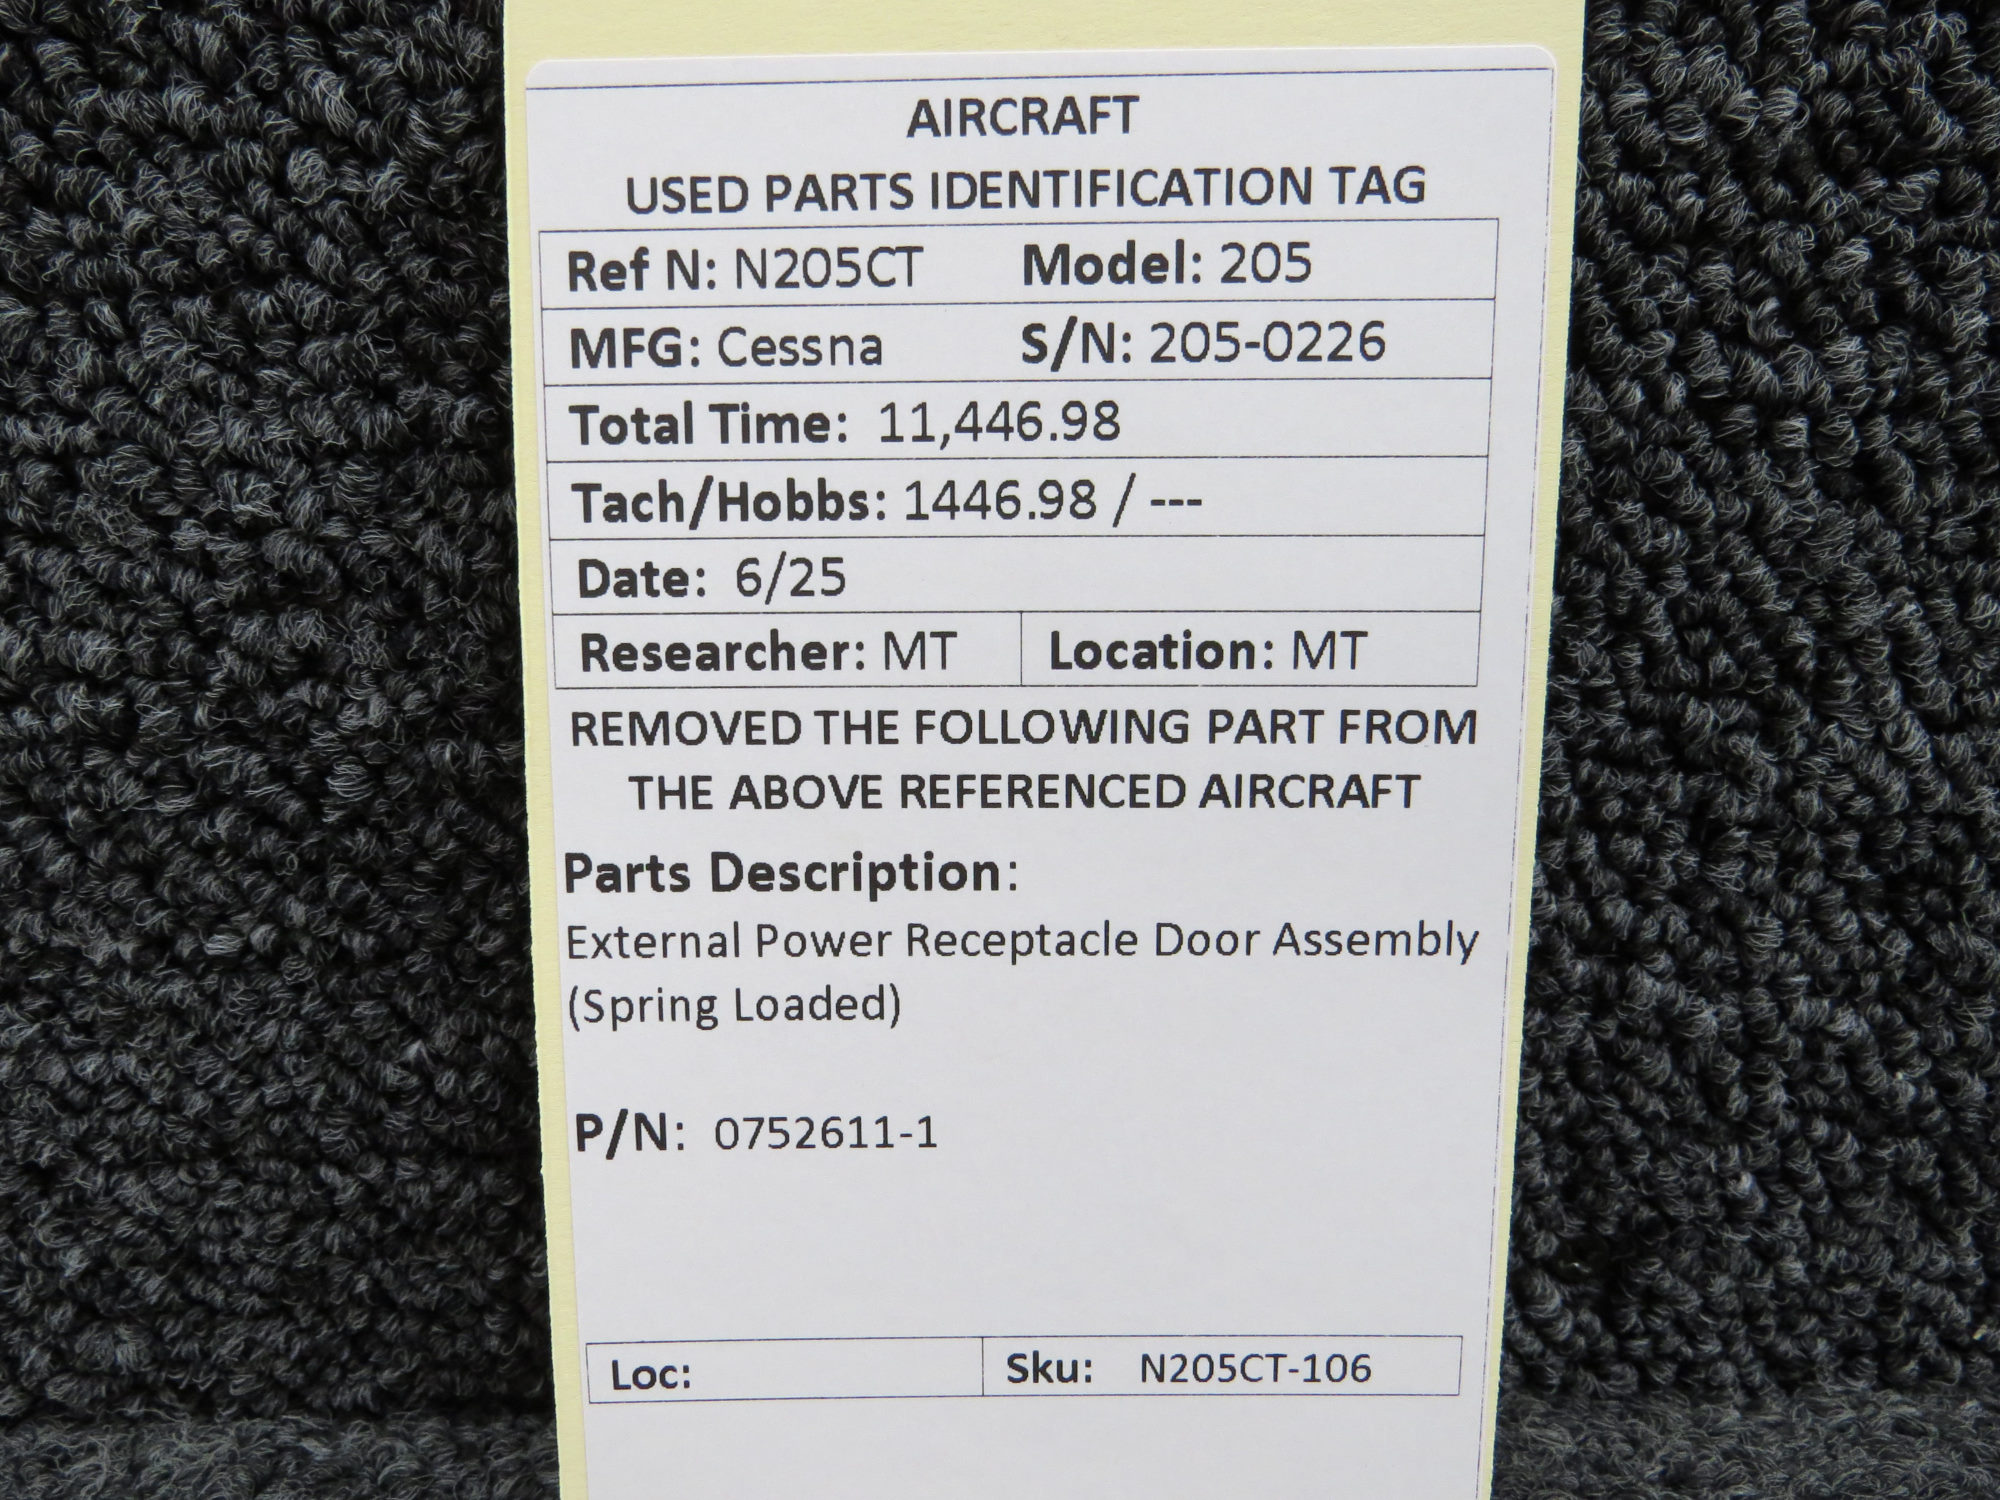 AIRCRAFT
USED PARTS IDENTIFICATION TAG
Ref N: N205CT Model: 205
MFG: Cessna S/N: 205-0226
Total Time: 11,446.98
Tach/Hobbs: 1446.98 / ---
Date: 6/25
Researcher: MT Location: MT
REMOVED THE FOLLOWING PART FROM
THE ABOVE REFERENCED AIRCRAFT
Parts Description:
External Power Receptacle Door Assembly
(Spring Loaded)
P/N: 0752611-1
Loc: Sku: N205CT-106